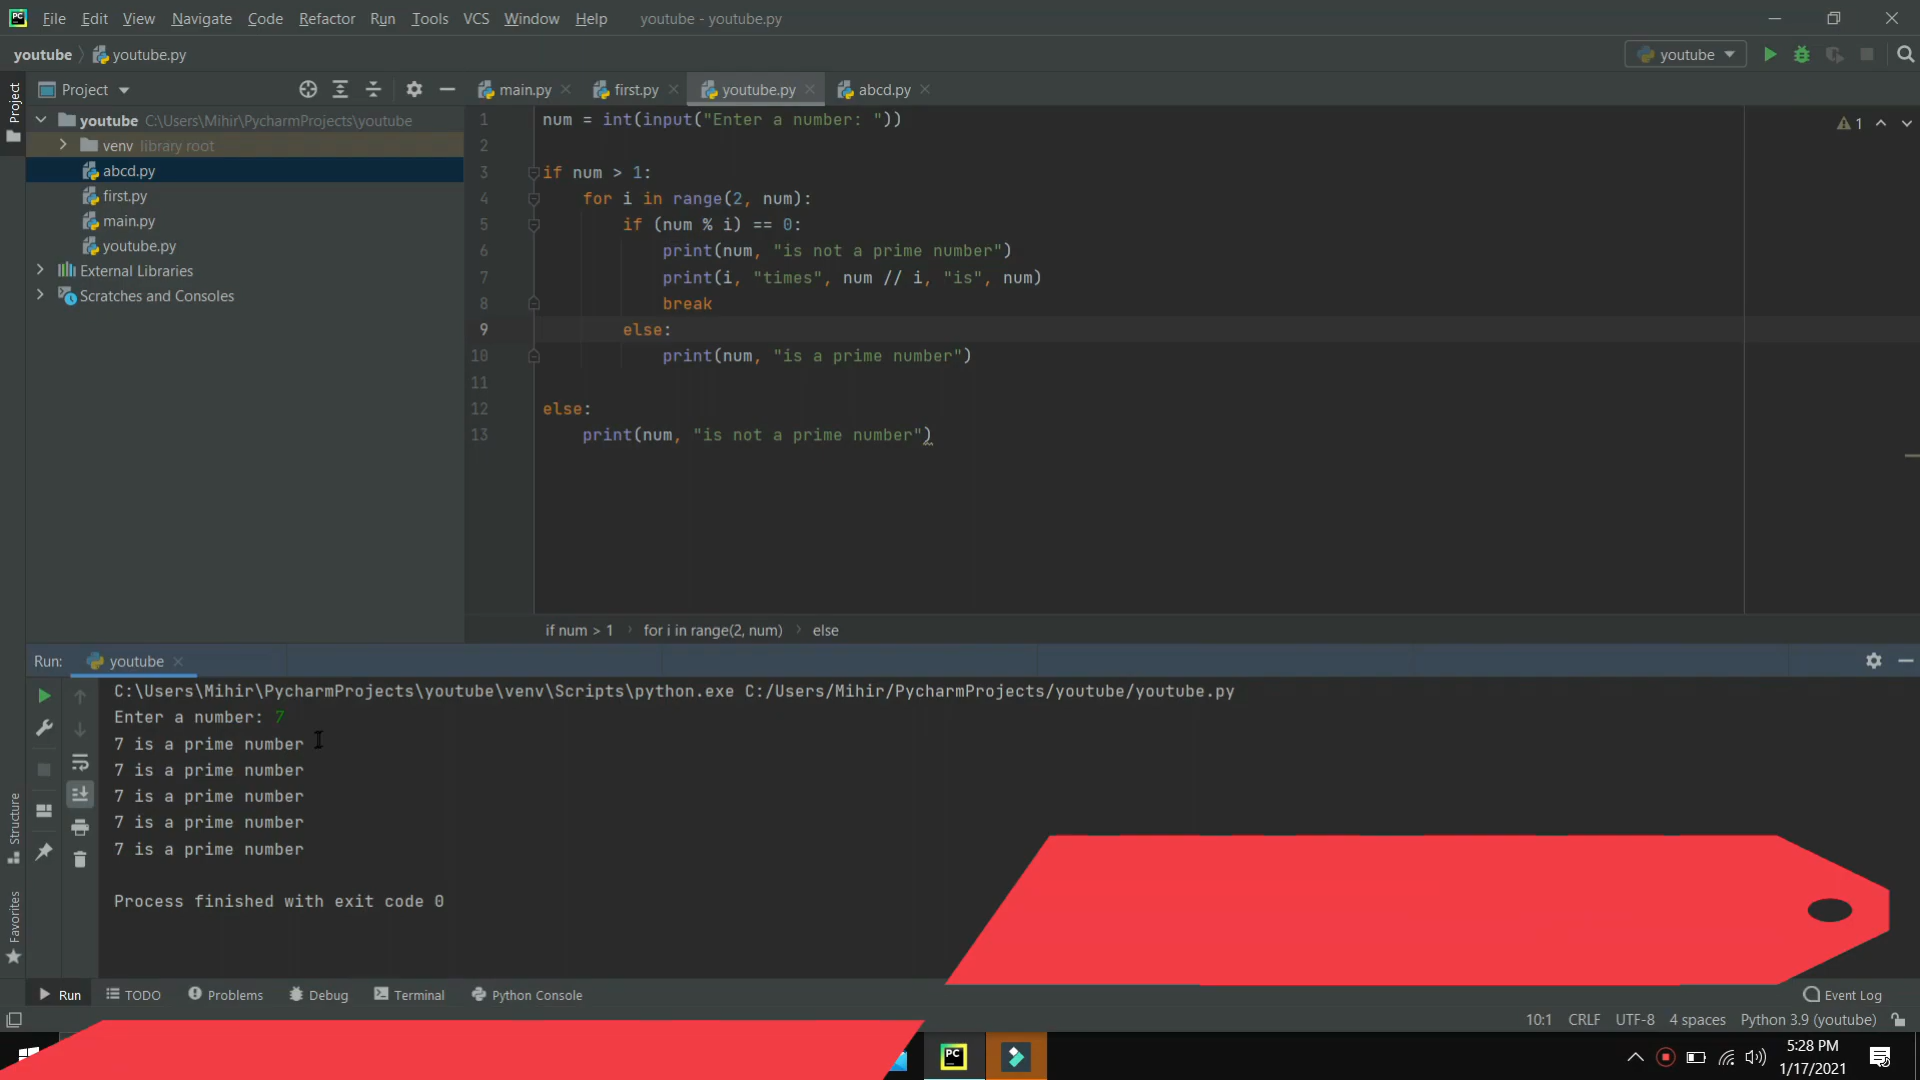 File Edit View Navigate Code Refactor Run Tools VCS Window Help youtube - youtube.py
youtube youtube.py youtube
Project main.py first.py youtube.py abcd.py
Project
youtube C:\Users\Mihir\PycharmProjects\youtube
venv library root
abcd.py
first.py
main.py
youtube.py
External Libraries
Scratches and Consoles
1 num = int(input("Enter a number: "))
2
3 if num > 1:
4 for i in range(2, num):
5 if (num % i) == 0:
6 print(num, "is not a prime number")
7 print(i, "times", num // i, "is", num)
8 break
9 else:
10 print(num, "is a prime number")
11
12 else:
13 print(num, "is not a prime number")
1
if num > 1 for i in range(2, num) else
Run: youtube
C:\Users\Mihir\PycharmProjects\youtube\venv\Scripts\python.exe C:/Users/Mihir/PycharmProjects/youtube/youtube.py
Enter a number: 7
7 is a prime number
7 is a prime number
7 is a prime number
7 is a prime number
7 is a prime number
Process finished with exit code 0
Structure
Favorites
Run TODO Problems Debug Terminal Python Console Event Log
10:1 CRLF UTF-8 4 spaces Python 3.9 (youtube)
PC
5:28 PM
1/17/2021